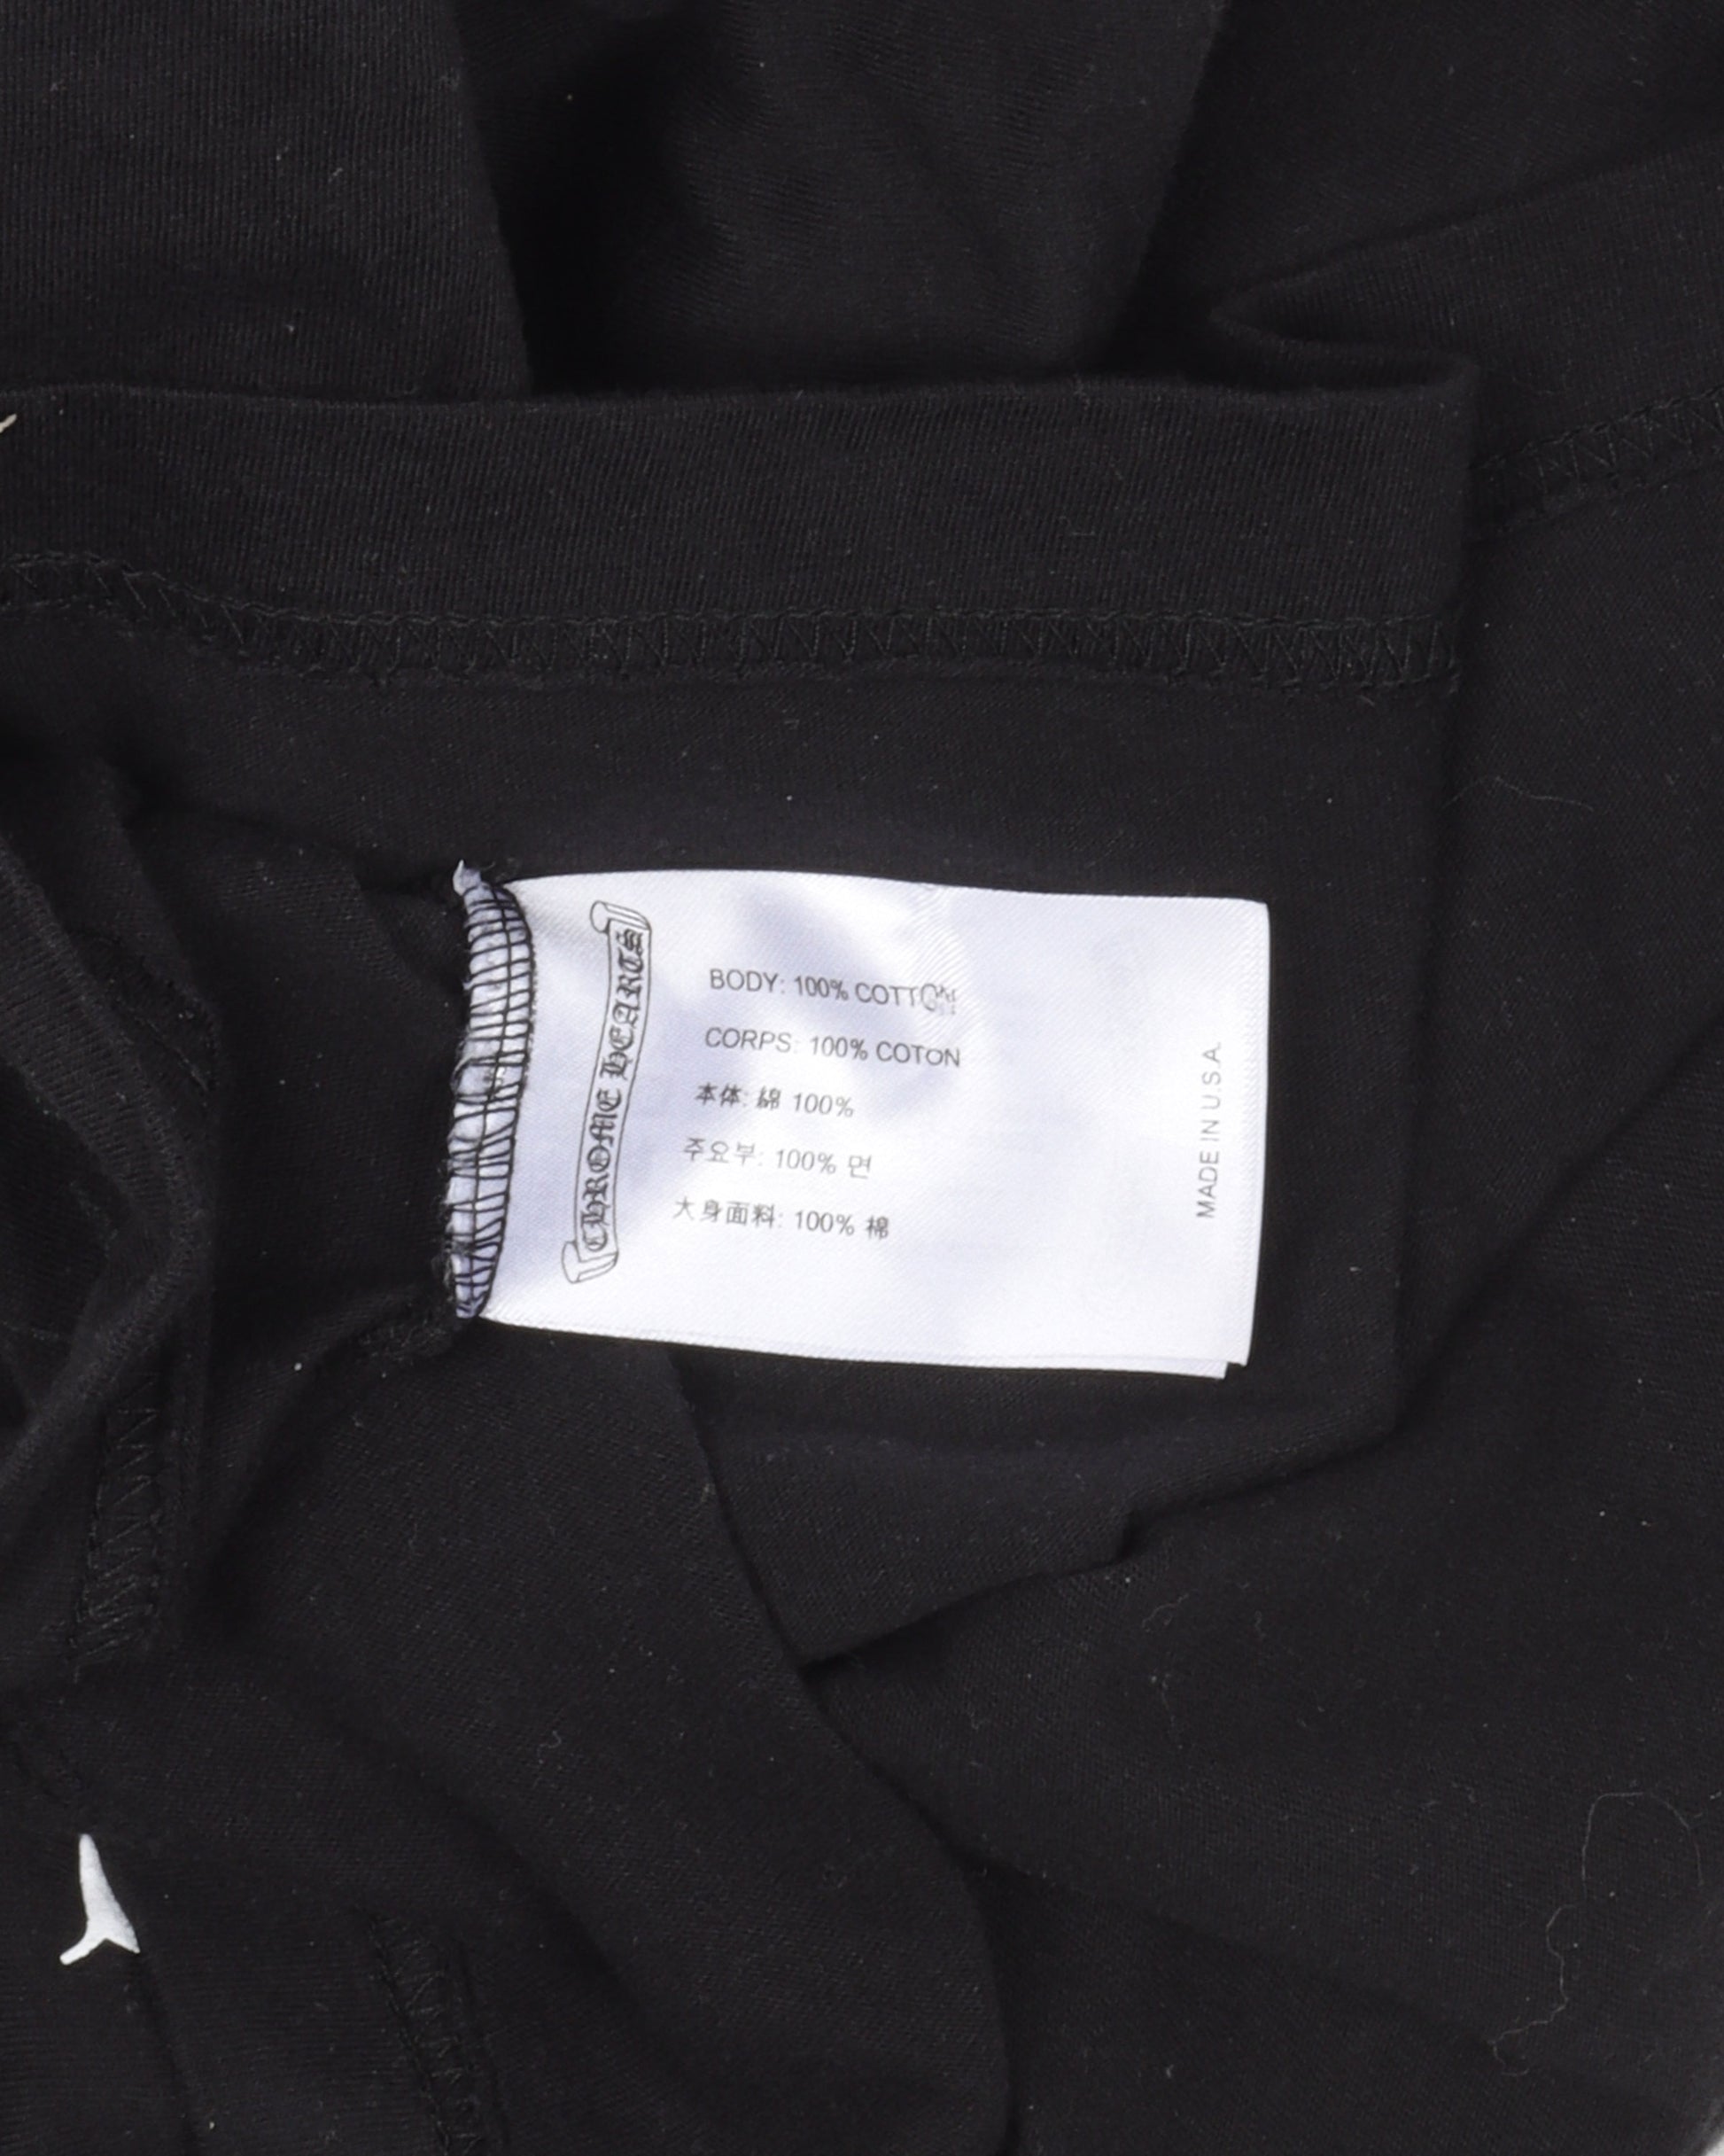 CHROME HEARTS
BODY: 100% COTTON
CORPS: 100% COTON
本体: 綿 100%
주요부: 100% 면
大身面料: 100% 棉
MADE IN U.S.A.